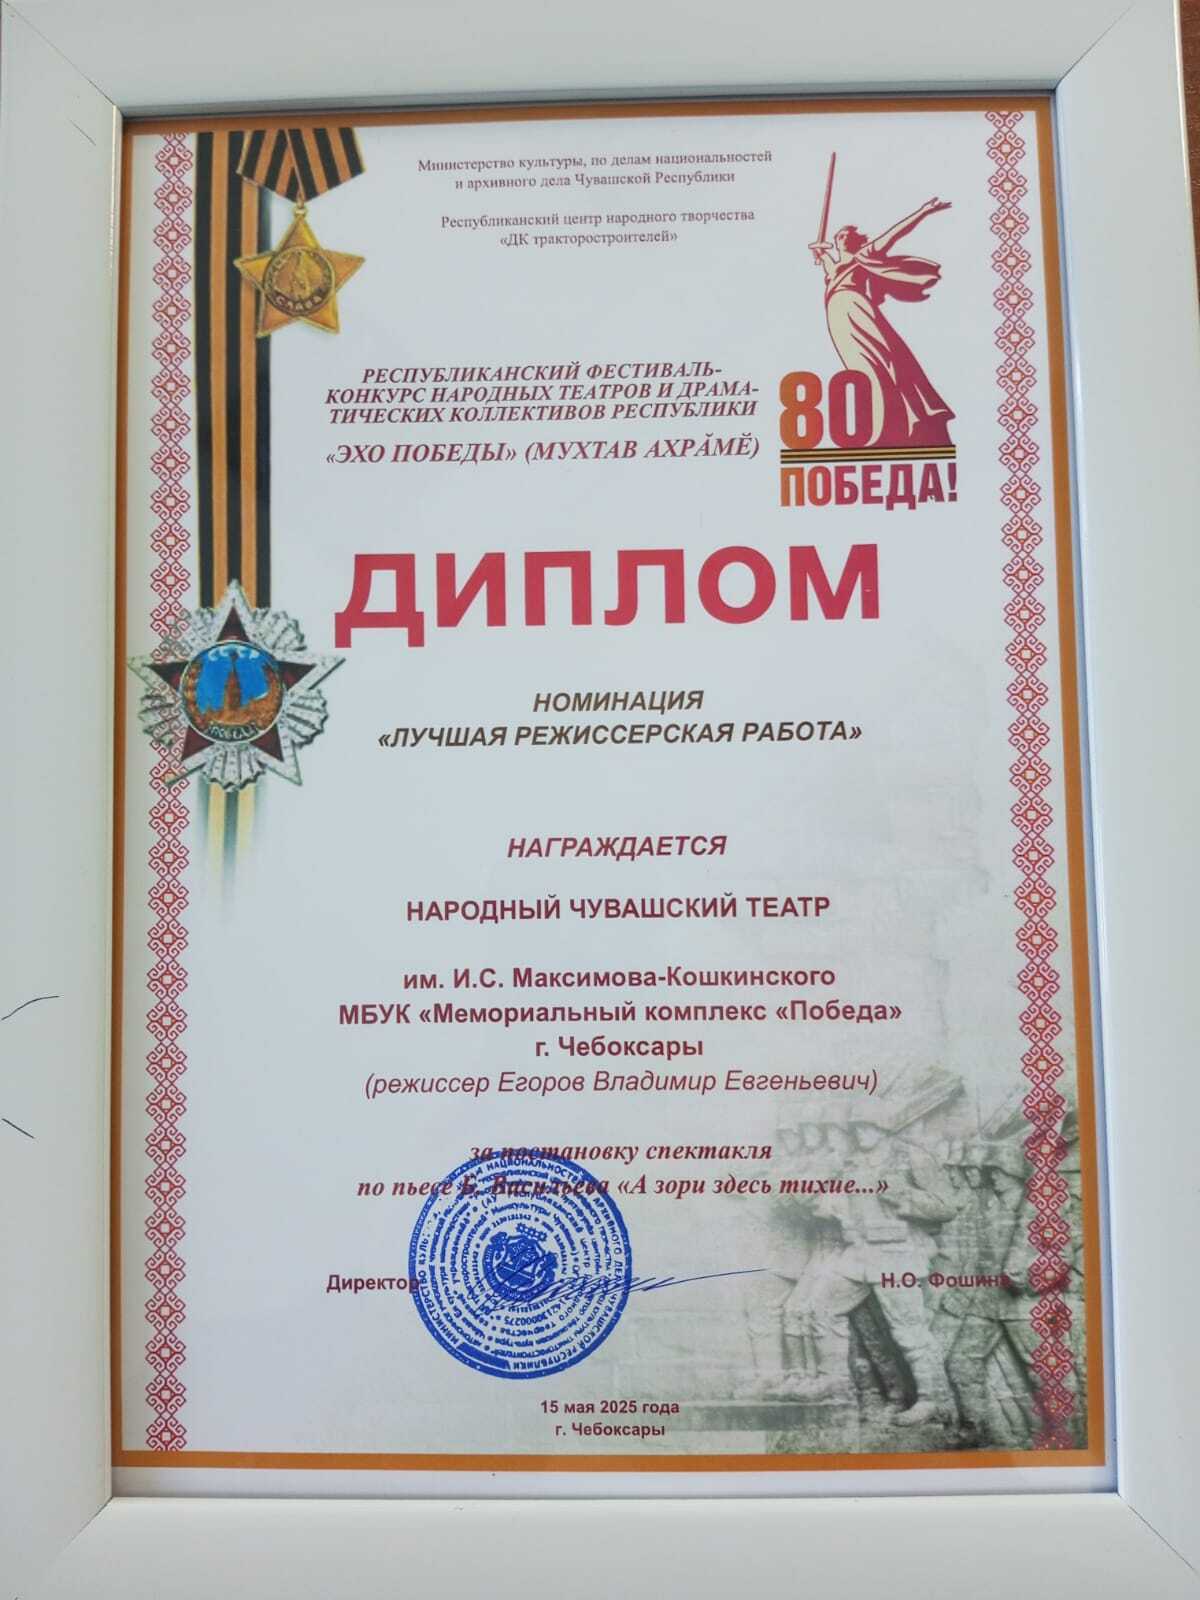 Министерство культуры, по делам национальностей
и архивного дела Чувашской Республики
Республиканский центр народного творчества
«ДК тракторостроителей»
РЕСПУБЛИКАНСКИЙ ФЕСТИВАЛЬ-
КОНКУРС НАРОДНЫХ ТЕАТРОВ И ДРАМА-
ТИЧЕСКИХ КОЛЛЕКТИВОВ РЕСПУБЛИКИ
«ЭХО ПОБЕДЫ» (МУХТАВ АХРӐМӖ)
80
ПОБЕДА!
СЛАВА
ДИПЛОМ
СССР
НОМИНАЦИЯ
«ЛУЧШАЯ РЕЖИССЕРСКАЯ РАБОТА»
НАГРАЖДАЕТСЯ
НАРОДНЫЙ ЧУВАШСКИЙ ТЕАТР
им. И.С. Максимова-Кошкинского
МБУК «Мемориальный комплекс «Победа»
г. Чебоксары
(режиссер Егоров Владимир Евгеньевич)
за постановку спектакля
по пьесе Б. Васильева «А зори здесь тихие...»
Директор
Н.О. Фошина
15 мая 2025 года
г. Чебоксары